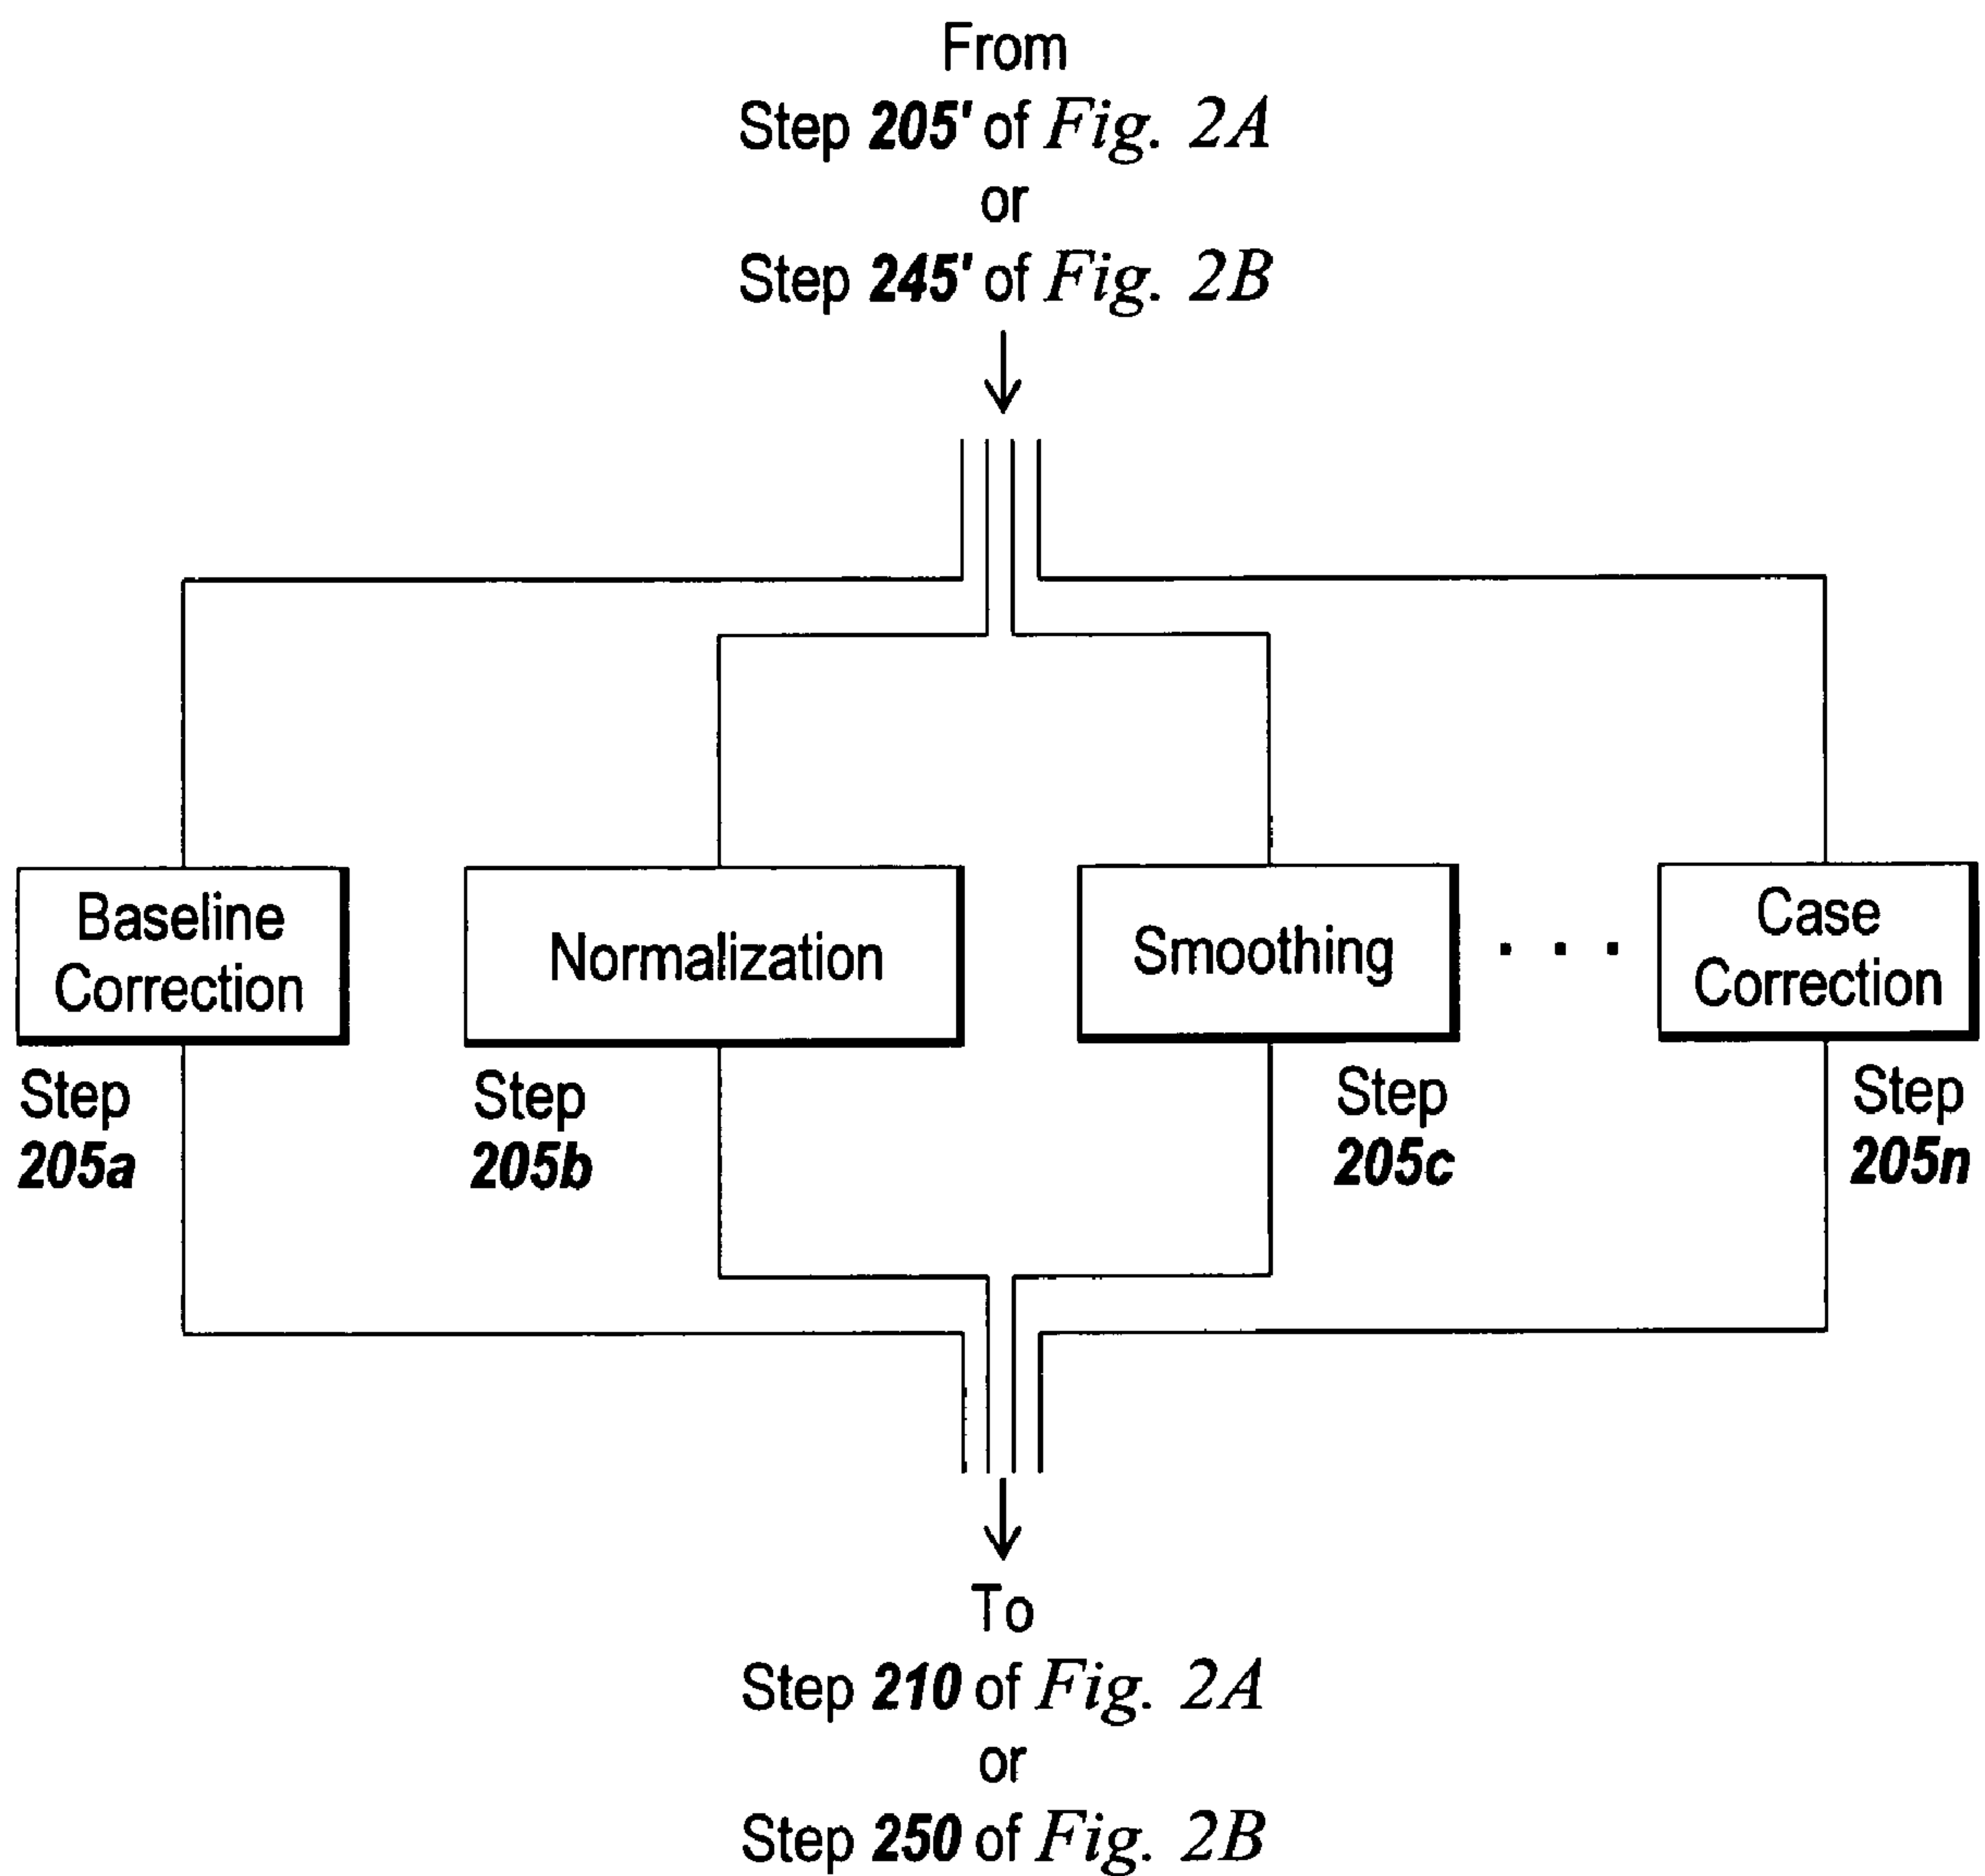 From
Step 205' of Fig. 2A
or
Step 245' of Fig. 2B
Baseline
Correction
Normalization
Smoothing
. . .
Case
Correction
Step
205a
Step
205b
Step
205c
Step
205n
To
Step 210 of Fig. 2A
or
Step 250 of Fig. 2B